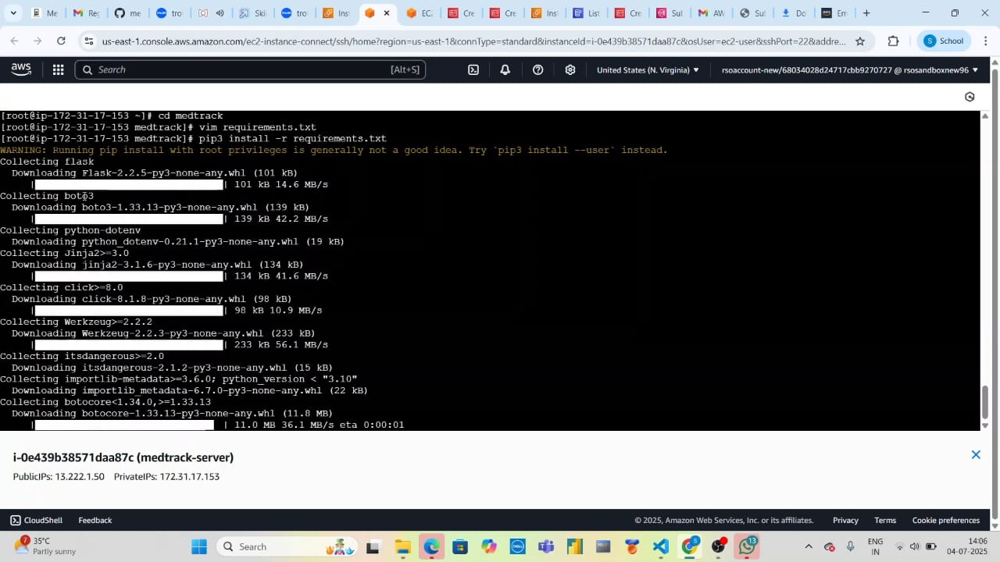 Me
Reg
me
tro
Ski
tro
Ins
EC2
Cre
Cre
Ins
List
Cre
Sul
AW
Su
Do
Err
us-east-1.console.aws.amazon.com/ec2-instance-connect/ssh/home?region=us-east-1&connType=standard&instanceId=i-0e439b38571daa87c&osUser=ec2-user&sshPort=22&addre...
S School
aws
Search [Alt+S]
United States (N. Virginia)
rsoaccount-new/68034028d24717cbb9270727 @ rsosandboxnew96
[root@ip-172-31-17-153 ~]# cd medtrack
[root@ip-172-31-17-153 medtrack]# vim requirements.txt
[root@ip-172-31-17-153 medtrack]# pip3 install -r requirements.txt
WARNING: Running pip install with root privileges is generally not a good idea. Try `pip3 install --user` instead.
Collecting flask
Downloading Flask-2.2.5-py3-none-any.whl (101 kB)
| | 101 kB 14.6 MB/s
Collecting boto3
Downloading boto3-1.33.13-py3-none-any.whl (139 kB)
| | 139 kB 42.2 MB/s
Collecting python-dotenv
Downloading python_dotenv-0.21.1-py3-none-any.whl (19 kB)
Collecting Jinja2>=3.0
Downloading jinja2-3.1.6-py3-none-any.whl (134 kB)
| | 134 kB 41.6 MB/s
Collecting click>=8.0
Downloading click-8.1.8-py3-none-any.whl (98 kB)
| | 98 kB 10.9 MB/s
Collecting Werkzeug>=2.2.2
Downloading Werkzeug-2.2.3-py3-none-any.whl (233 kB)
| | 233 kB 56.1 MB/s
Collecting itsdangerous>=2.0
Downloading itsdangerous-2.1.2-py3-none-any.whl (15 kB)
Collecting importlib-metadata>=3.6.0; python_version < "3.10"
Downloading importlib_metadata-6.7.0-py3-none-any.whl (22 kB)
Collecting botocore<1.34.0,>=1.33.13
Downloading botocore-1.33.13-py3-none-any.whl (11.8 MB)
| | 11.0 MB 36.1 MB/s eta 0:00:01
i-0e439b38571daa87c (medtrack-server)
PublicIPs: 13.222.1.50 PrivateIPs: 172.31.17.153
CloudShell Feedback
© 2025, Amazon Web Services, Inc. or its affiliates. Privacy Terms Cookie preferences
7
35°C
Partly sunny
Search
DELL
5
13
ENG
IN
14:06
04-07-2025